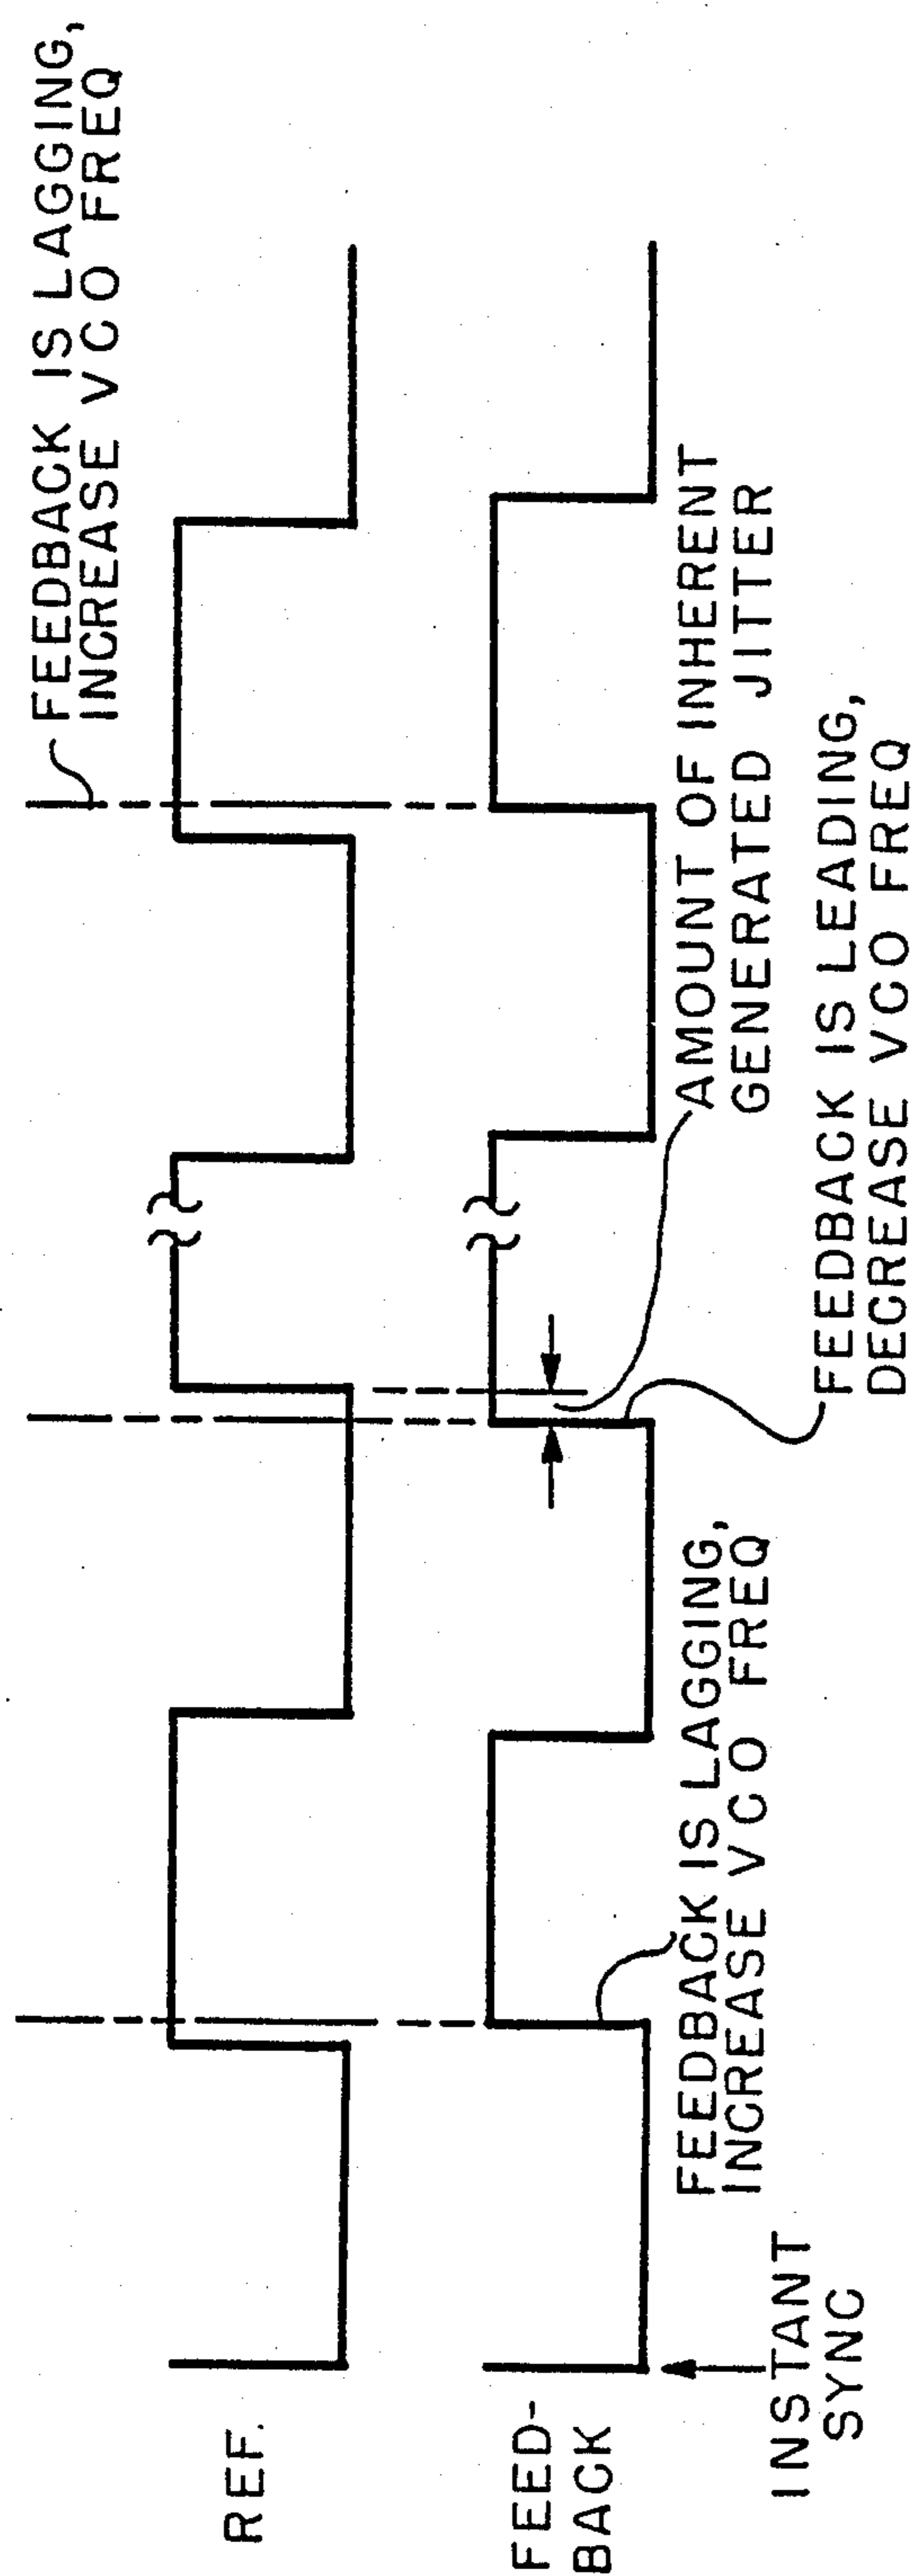 FEEDBACK IS LAGGING,
INCREASE VCO FREQ
REF.
FEED-
BACK
AMOUNT OF INHERENT
GENERATED JITTER
FEEDBACK IS LAGGING,
INCREASE VCO FREQ
FEEDBACK IS LEADING,
DECREASE VCO FREQ
INSTANT
SYNC